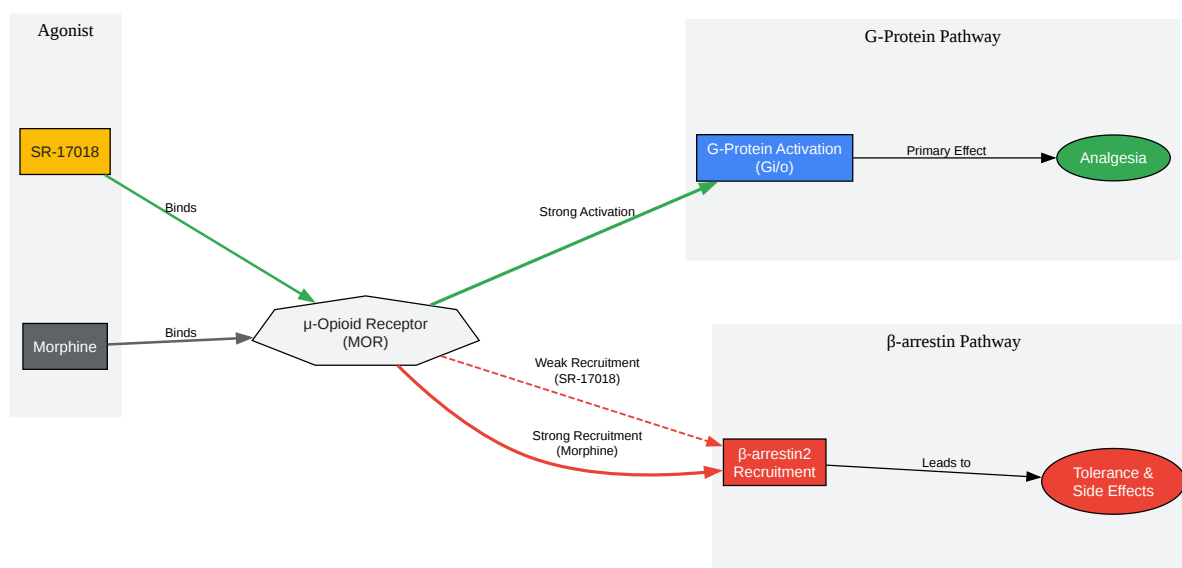 Agonist
SR-17018
Binds
Morphine
Binds
μ-Opioid Receptor
(MOR)
Strong Activation
G-Protein Pathway
G-Protein Activation
(Gi/o)
Primary Effect
Analgesia
Weak Recruitment
(SR-17018)
Strong Recruitment
(Morphine)
β-arrestin Pathway
β-arrestin2
Recruitment
Leads to
Tolerance &
Side Effects